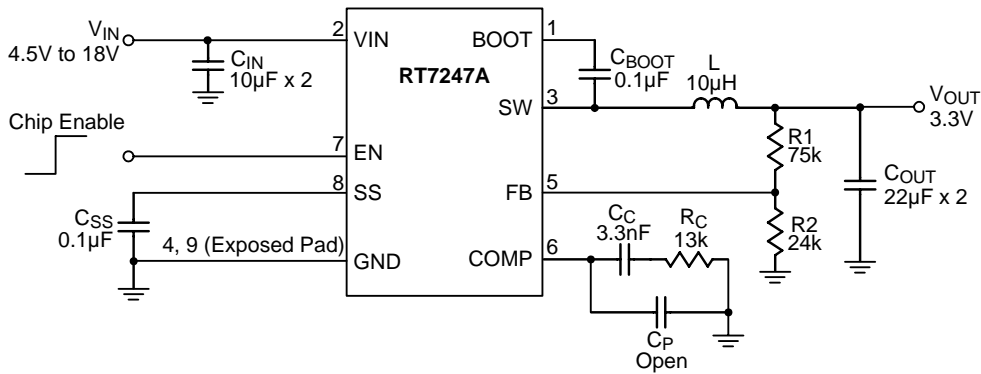 VIN
4.5V to 18V
CIN
10µF x 2
2
VIN
RT7247A
BOOT
1
CBOOT
0.1µF
L
10µH
SW
3
VOUT
3.3V
Chip Enable
7
EN
R1
75k
COUT
22µF x 2
8
SS
FB
5
CSS
0.1µF
R2
24k
4, 9 (Exposed Pad)
GND
COMP
6
CC
3.3nF
RC
13k
CP
Open